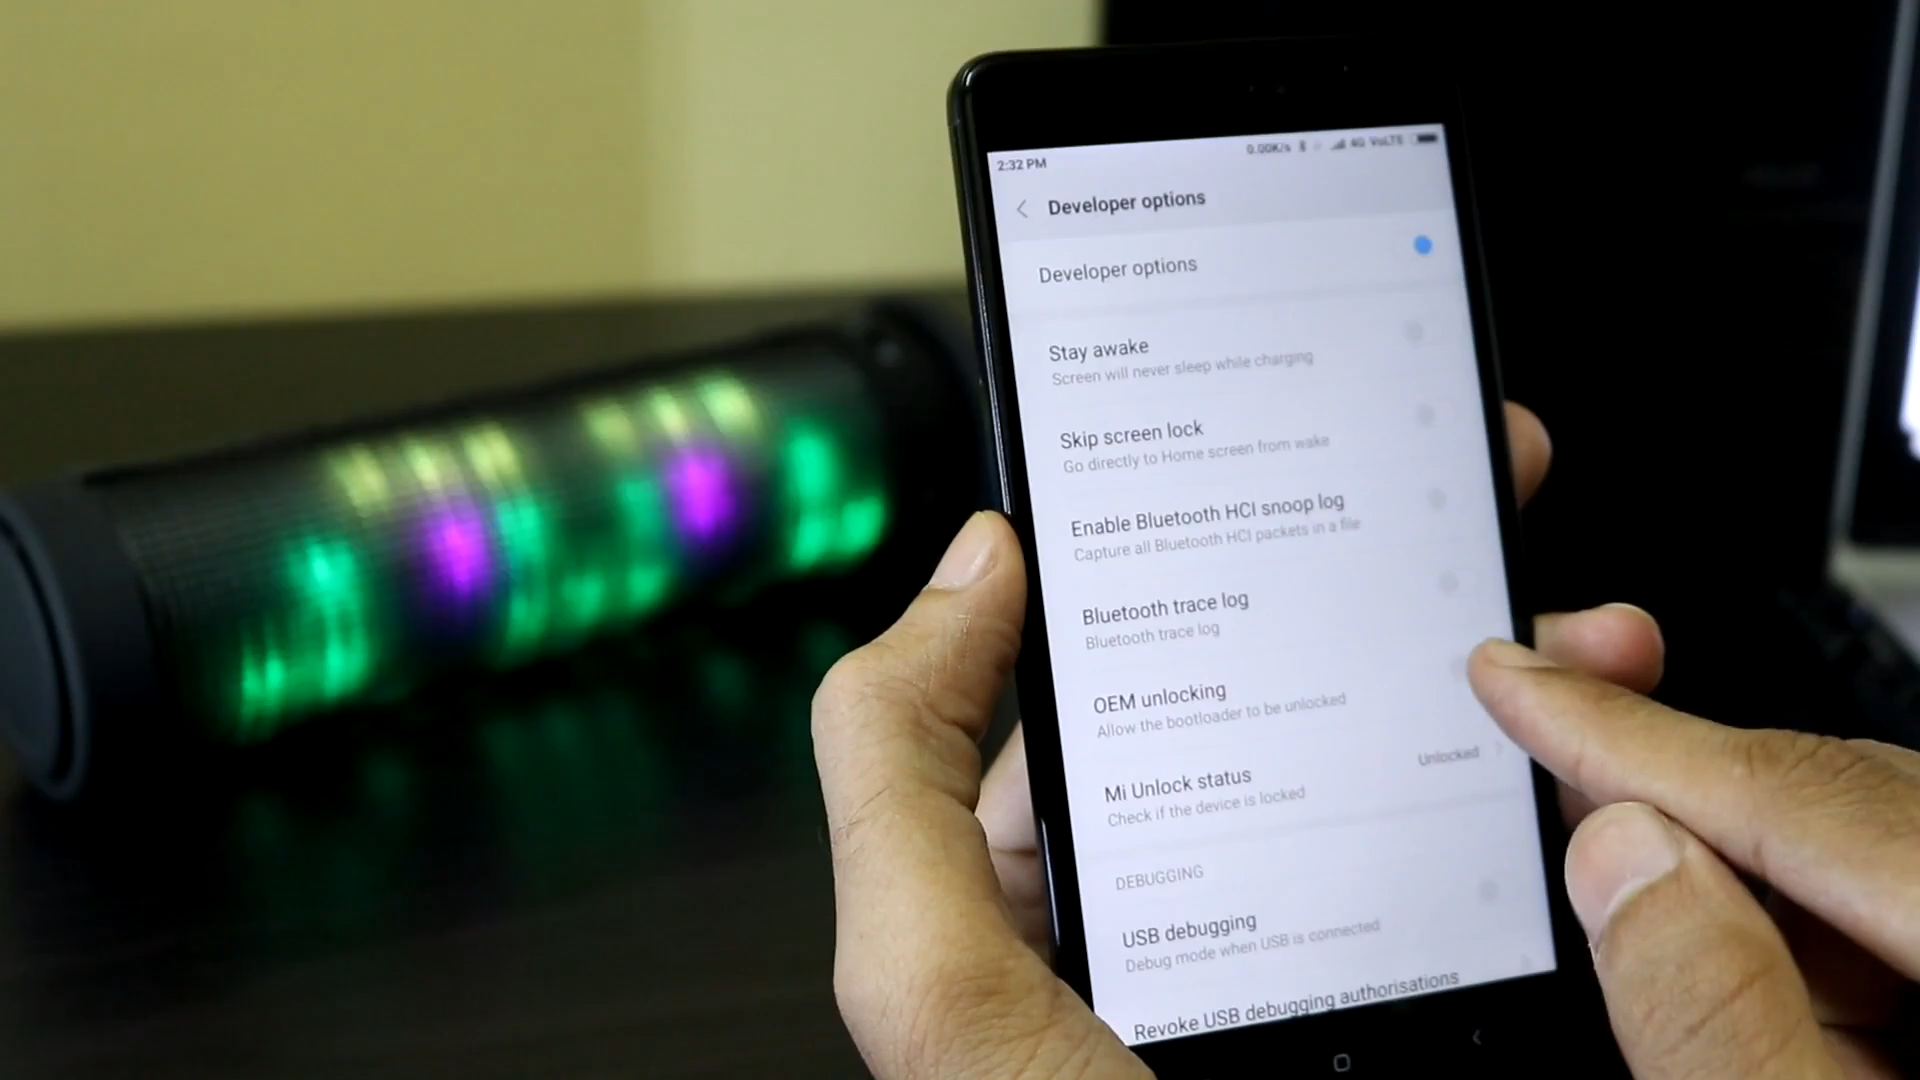 2:32 PM
0.00K/s 4G VoLTE
Developer options
Developer options
Stay awake
Screen will never sleep while charging
Skip screen lock
Go directly to Home screen from wake
Enable Bluetooth HCI snoop log
Capture all Bluetooth HCI packets in a file
Bluetooth trace log
Bluetooth trace log
OEM unlocking
Allow the bootloader to be unlocked
Mi Unlock status
Unlocked
Check if the device is locked
DEBUGGING
USB debugging
Debug mode when USB is connected
Revoke USB debugging authorisations